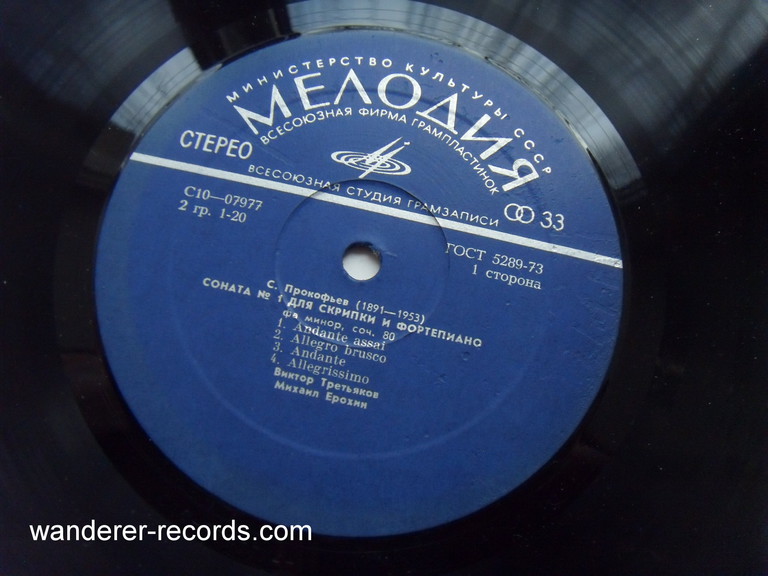 МИНИСТЕРСТВО КУЛЬТУРЫ СССР
МЕЛОДИЯ
ВСЕСОЮЗНАЯ ФИРМА ГРАМПЛАСТИНОК
СТЕРЕО
ВСЕСОЮЗНАЯ СТУДИЯ ГРАМЗАПИСИ
33
С10—07977
2 гр. 1-20
ГОСТ 5289-73
1 сторона
С. Прокофьев (1891—1953)
СОНАТА № 1 ДЛЯ СКРИПКИ И ФОРТЕПИАНО
фа минор, соч. 80
1. Andante assai
2. Allegro brusco
3. Andante
4. Allegrissimo
Виктор Третьяков
Михаил Ерохин
wanderer-records.com